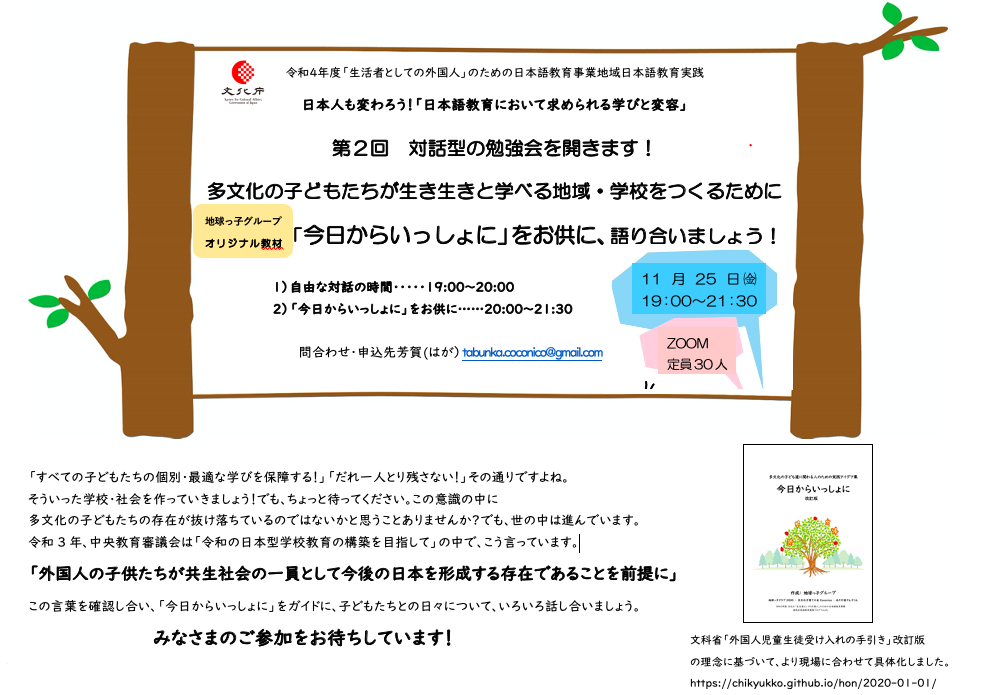 文化庁
Agency for Cultural Affairs,
Government of Japan
令和4年度「生活者としての外国人」のための日本語教育事業地域日本語教育実践
日本人も変わろう！「日本語教育において求められる学びと変容」
第２回　対話型の勉強会を開きます！
多文化の子どもたちが生き生きと学べる地域・学校をつくるために
地球っ子グループ
オリジナル教材
「今日からいっしょに」をお供に、語り合いましょう！
1）自由な対話の時間・・・・・19:00～20:00
2）「今日からいっしょに」をお供に……20:00～21:30
11 月 25 日㈮
19:00～21:30
問合わせ・申込先芳賀(はが) tabunka.coconico@gmail.com
ZOOM
定員30人
「すべての子どもたちの個別・最適な学びを保障する！」「だれ一人とり残さない！」その通りですよね。
そういった学校・社会を作っていきましょう！でも、ちょっと待ってください。この意識の中に
多文化の子どもたちの存在が抜け落ちているのではないかと思うことありませんか？でも、世の中は進んでいます。
令和 3 年、中央教育審議会は「令和の日本型学校教育の構築を目指して」の中で、こう言っています。
「外国人の子供たちが共生社会の一員として今後の日本を形成する存在であることを前提に」
この言葉を確認し合い、「今日からいっしょに」をガイドに、子どもたちとの日々について、いろいろ話し合いましょう。
みなさまのご参加をお待ちしています！
多文化の子ども達に関わる人のための実践アイデア集
今日からいっしょに
改訂版
作成：地球っ子グループ
文科省「外国人児童生徒受け入れの手引き」改訂版
の理念に基づいて、より現場に合わせて具体化しました。
https://chikyukko.github.io/hon/2020-01-01/